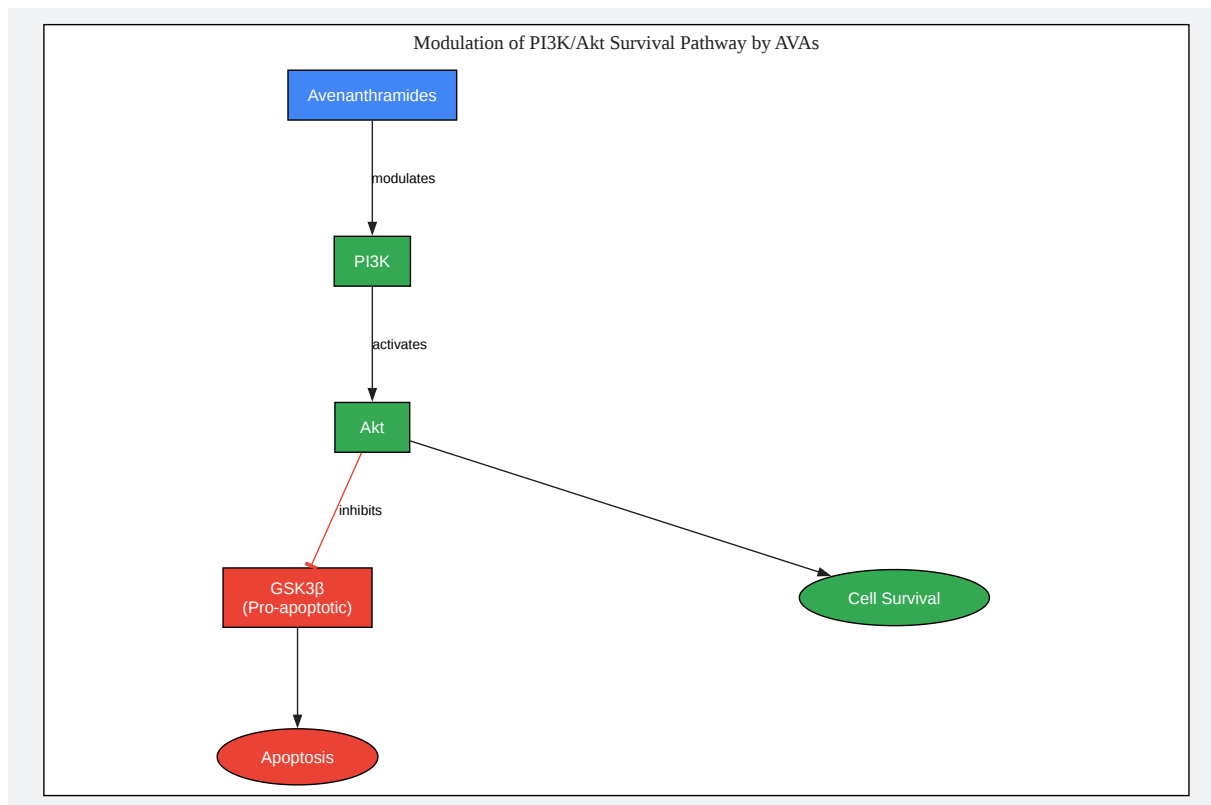 Modulation of PI3K/Akt Survival Pathway by AVAs
Avenanthramides
modulates
PI3K
activates
Akt
inhibits
GSK3β
(Pro-apoptotic)
Cell Survival
Apoptosis